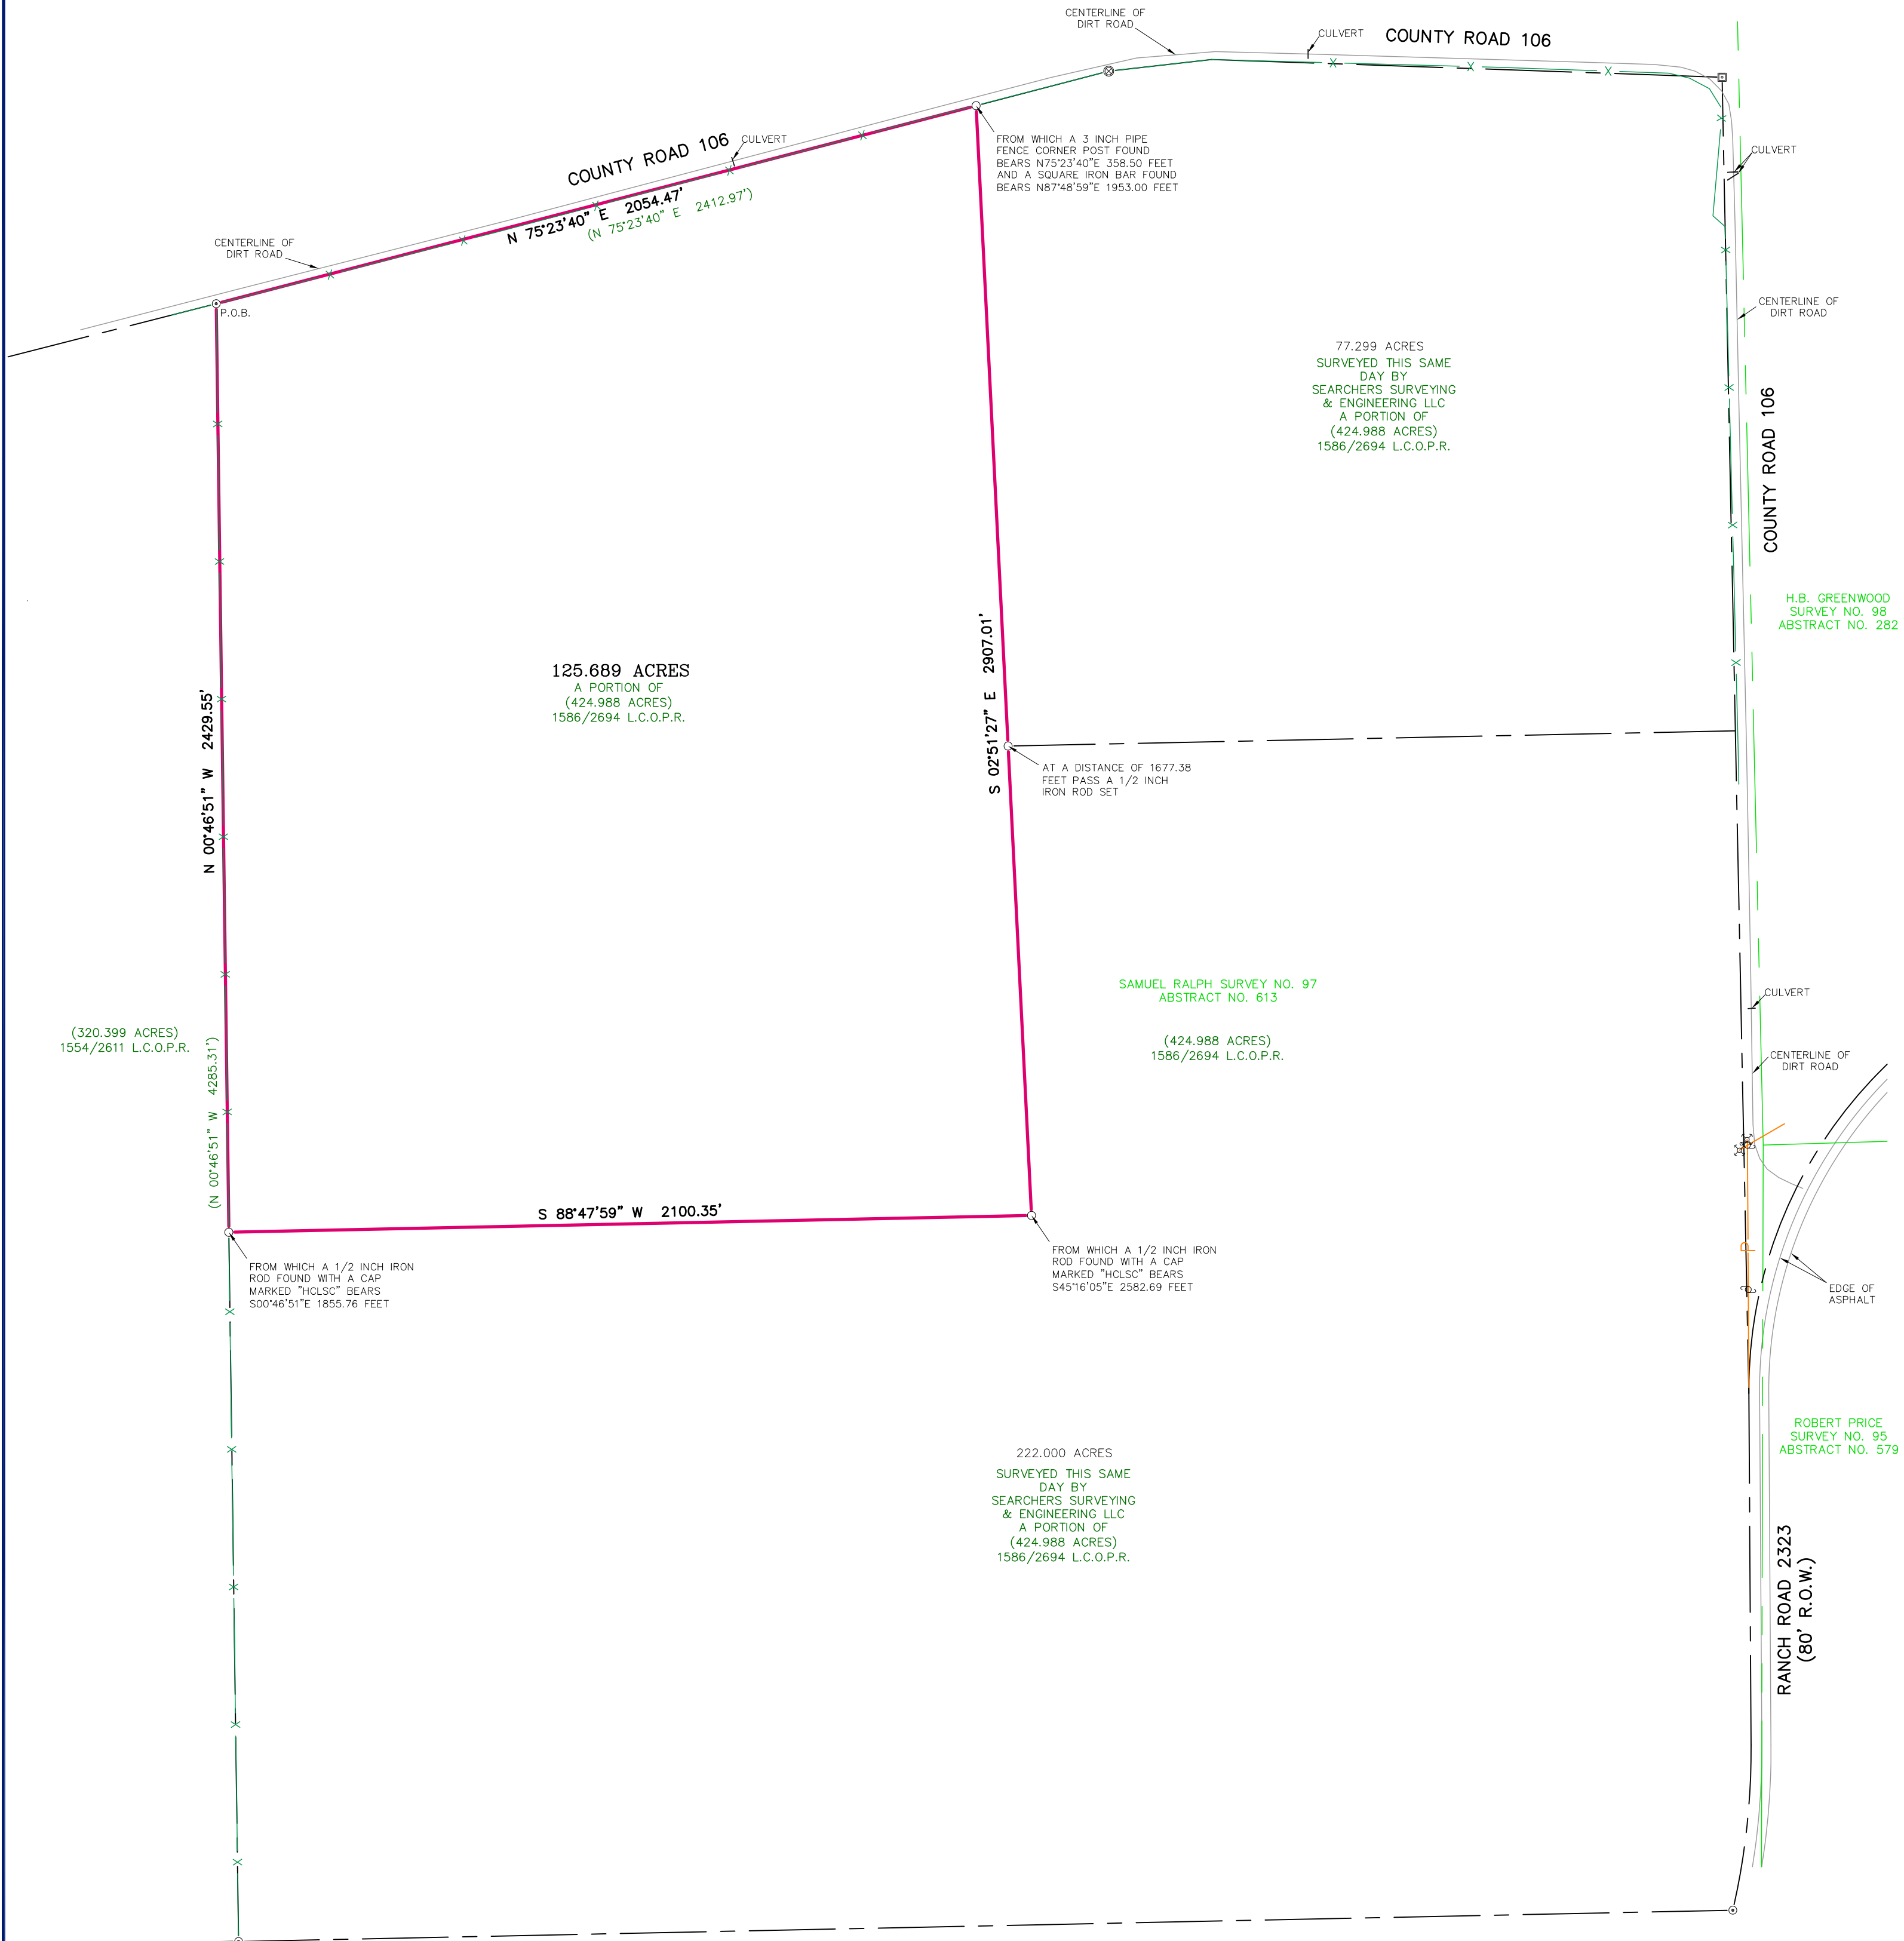 CENTERLINE OF
DIRT ROAD
CULVERT
COUNTY ROAD 106
COUNTY ROAD 106
CULVERT
FROM WHICH A 3 INCH PIPE
FENCE CORNER POST FOUND
BEARS N75°23'40"E 358.50 FEET
AND A SQUARE IRON BAR FOUND
BEARS N87°48'59"E 1953.00 FEET
CULVERT
N 75°23'40" E 2054.47'
(N 75°23'40" E 2412.97')
CENTERLINE OF
DIRT ROAD
P.O.B.
CENTERLINE OF
DIRT ROAD
77.299 ACRES
SURVEYED THIS SAME
DAY BY
SEARCHERS SURVEYING
& ENGINEERING LLC
A PORTION OF
(424.988 ACRES)
1586/2694 L.C.O.P.R.
COUNTY ROAD 106
H.B. GREENWOOD
SURVEY NO. 98
ABSTRACT NO. 282
125.689 ACRES
A PORTION OF
(424.988 ACRES)
1586/2694 L.C.O.P.R.
N 00°46'51" W 2429.55'
S 02°51'27" E 2907.01'
AT A DISTANCE OF 1677.38
FEET PASS A 1/2 INCH
IRON ROD SET
SAMUEL RALPH SURVEY NO. 97
ABSTRACT NO. 613
CULVERT
(424.988 ACRES)
1586/2694 L.C.O.P.R.
(320.399 ACRES)
1554/2611 L.C.O.P.R.
(N 00°46'51" W 4285.31')
CENTERLINE OF
DIRT ROAD
S 88°47'59" W 2100.35'
FROM WHICH A 1/2 INCH IRON
ROD FOUND WITH A CAP
MARKED "HCLSC" BEARS
S00°46'51"E 1855.76 FEET
FROM WHICH A 1/2 INCH IRON
ROD FOUND WITH A CAP
MARKED "HCLSC" BEARS
S45°16'05"E 2582.69 FEET
P
EDGE OF
ASPHALT
ROBERT PRICE
SURVEY NO. 95
ABSTRACT NO. 579
222.000 ACRES
SURVEYED THIS SAME
DAY BY
SEARCHERS SURVEYING
& ENGINEERING LLC
A PORTION OF
(424.988 ACRES)
1586/2694 L.C.O.P.R.
RANCH ROAD 2323
(80' R.O.W.)